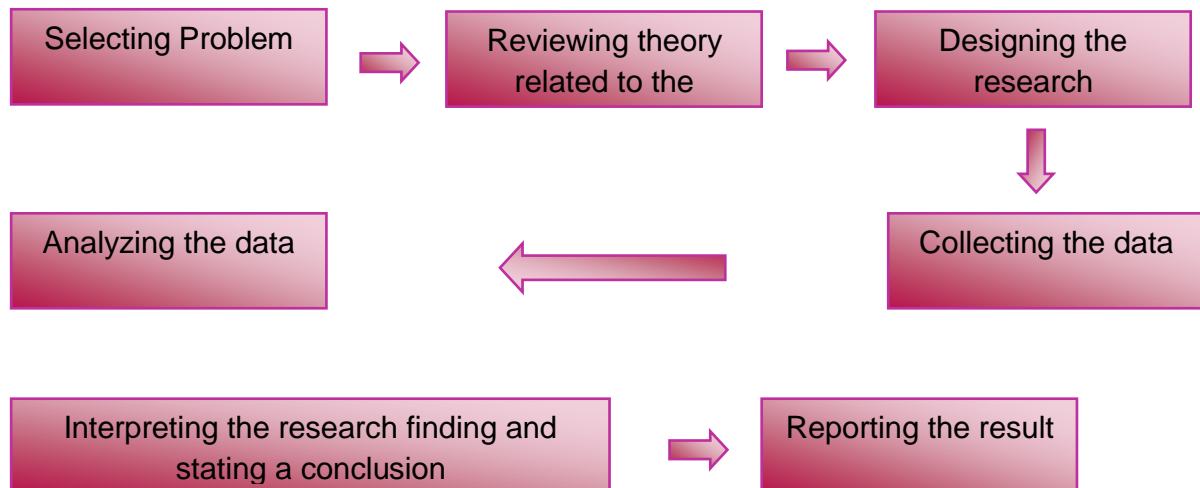 Selecting Problem
Reviewing theory
related to the
Designing the
research
Collecting the data
Analyzing the data
Interpreting the research finding and
stating a conclusion
Reporting the result